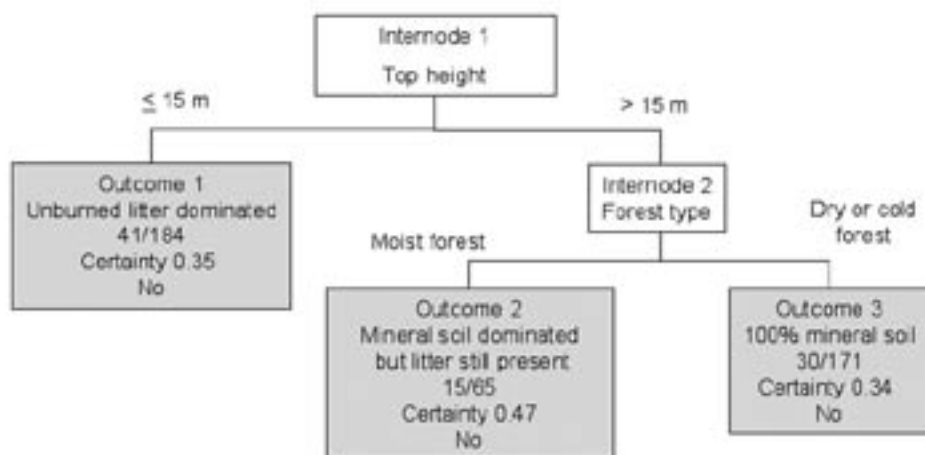 Internode 1
Top height
≤ 15 m
> 15 m
Outcome 1
Unburned litter dominated
41/184
Certainty 0.35
No
Internode 2
Forest type
Moist forest
Dry or cold
forest
Outcome 2
Mineral soil dominated
but litter still present
15/65
Certainty 0.47
No
Outcome 3
100% mineral soil
30/171
Certainty 0.34
No